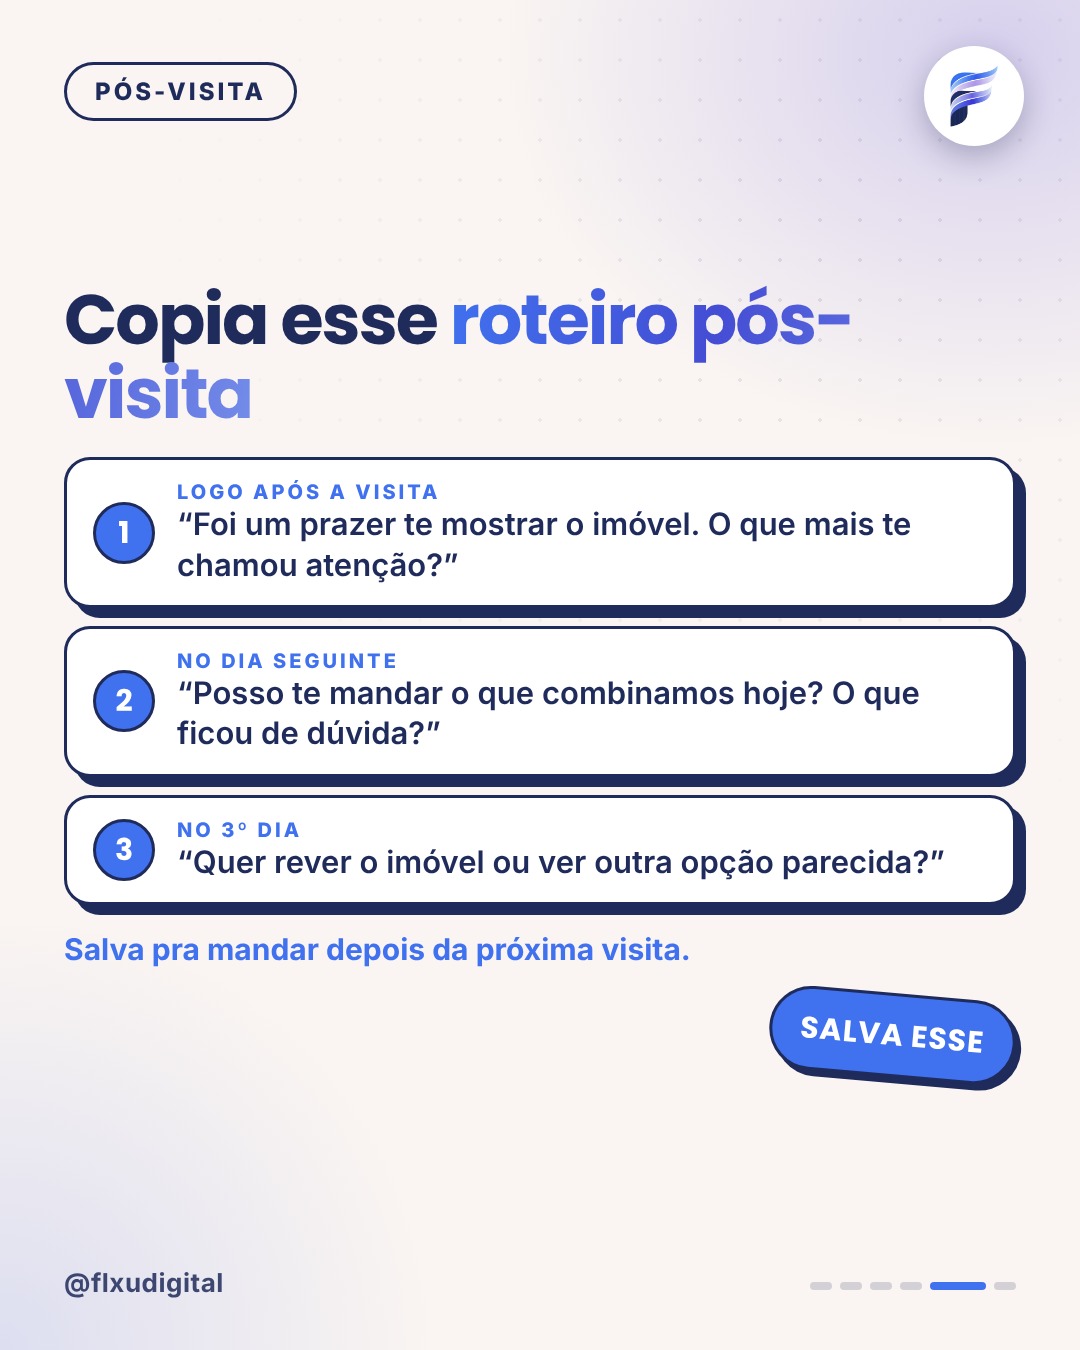 PÓS-VISITA
Copia esse roteiro pós-
visita
LOGO APÓS A VISITA
1
“Foi um prazer te mostrar o imóvel. O que mais te
chamou atenção?”
NO DIA SEGUINTE
2
“Posso te mandar o que combinamos hoje? O que
ficou de dúvida?”
NO 3º DIA
3
“Quer rever o imóvel ou ver outra opção parecida?”
Salva pra mandar depois da próxima visita.
SALVA ESSE
@flxudigital